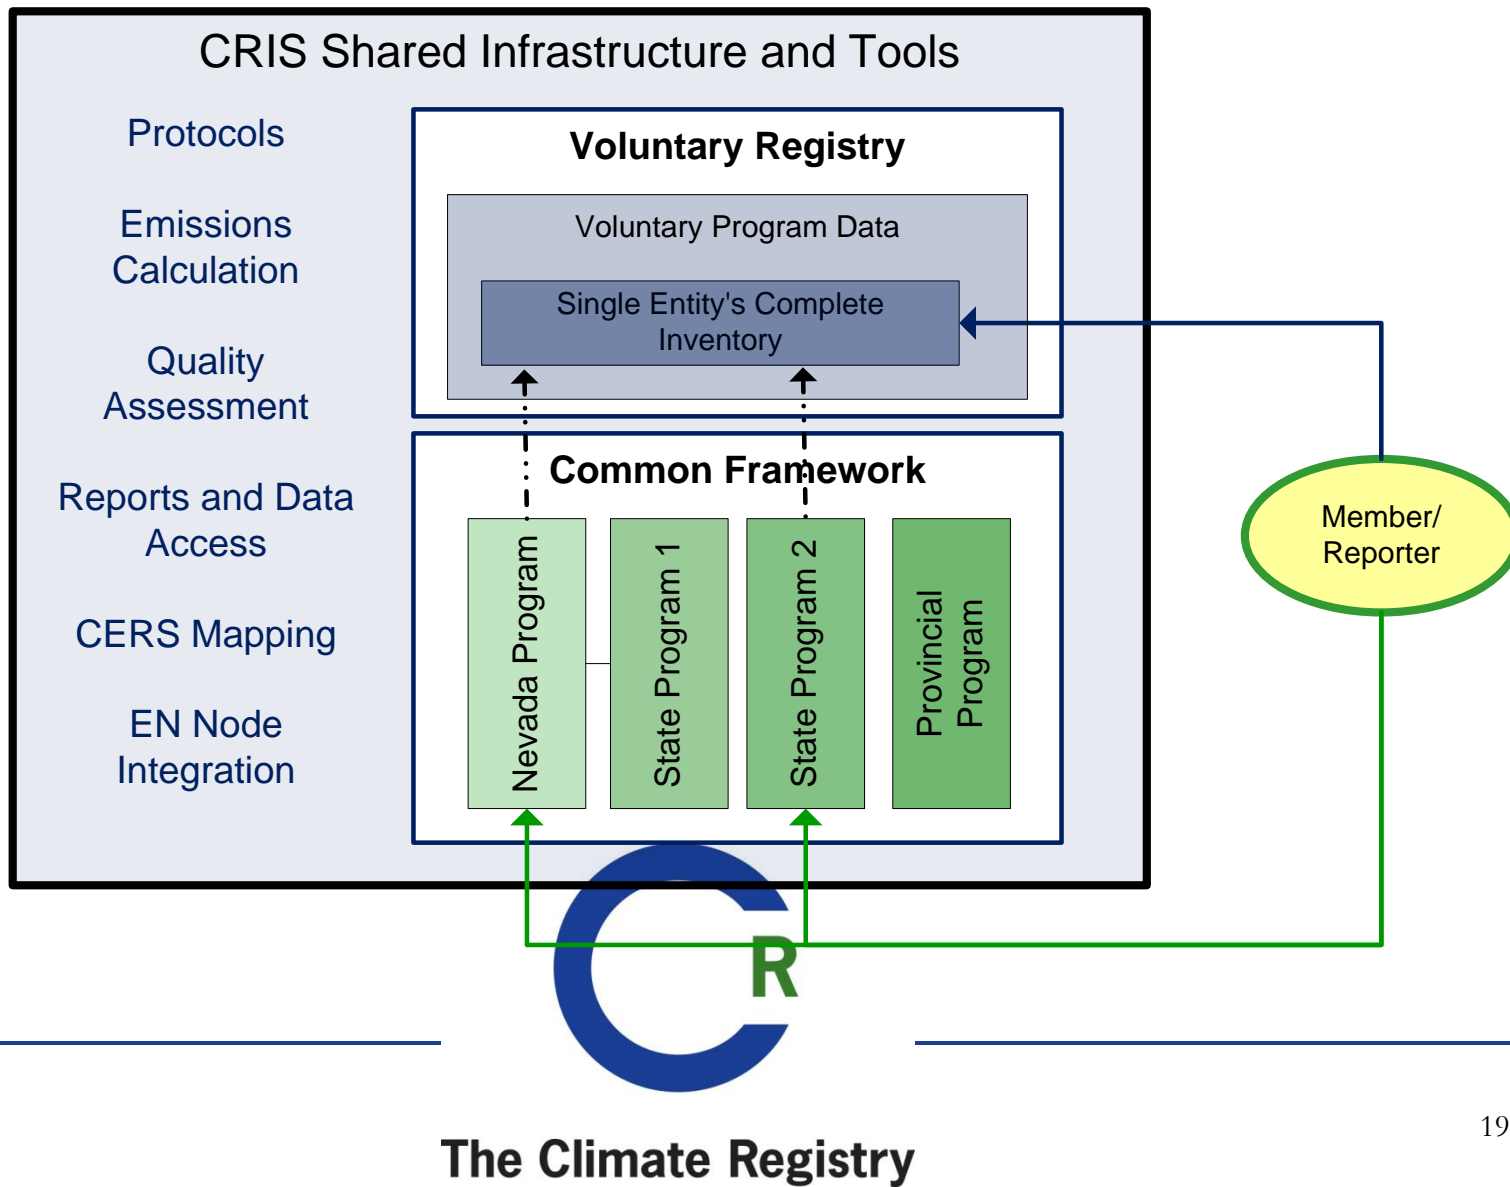 CRIS Shared Infrastructure and Tools
Protocols
Emissions
Calculation
Quality
Assessment
Reports and Data
Access
CERS Mapping
EN Node
Integration
Voluntary Registry
Voluntary Program Data
Single Entity's Complete
Inventory
Common Framework
Nevada Program
State Program 1
State Program 2
Provincial
Program
Member/
Reporter
R
The Climate Registry
19